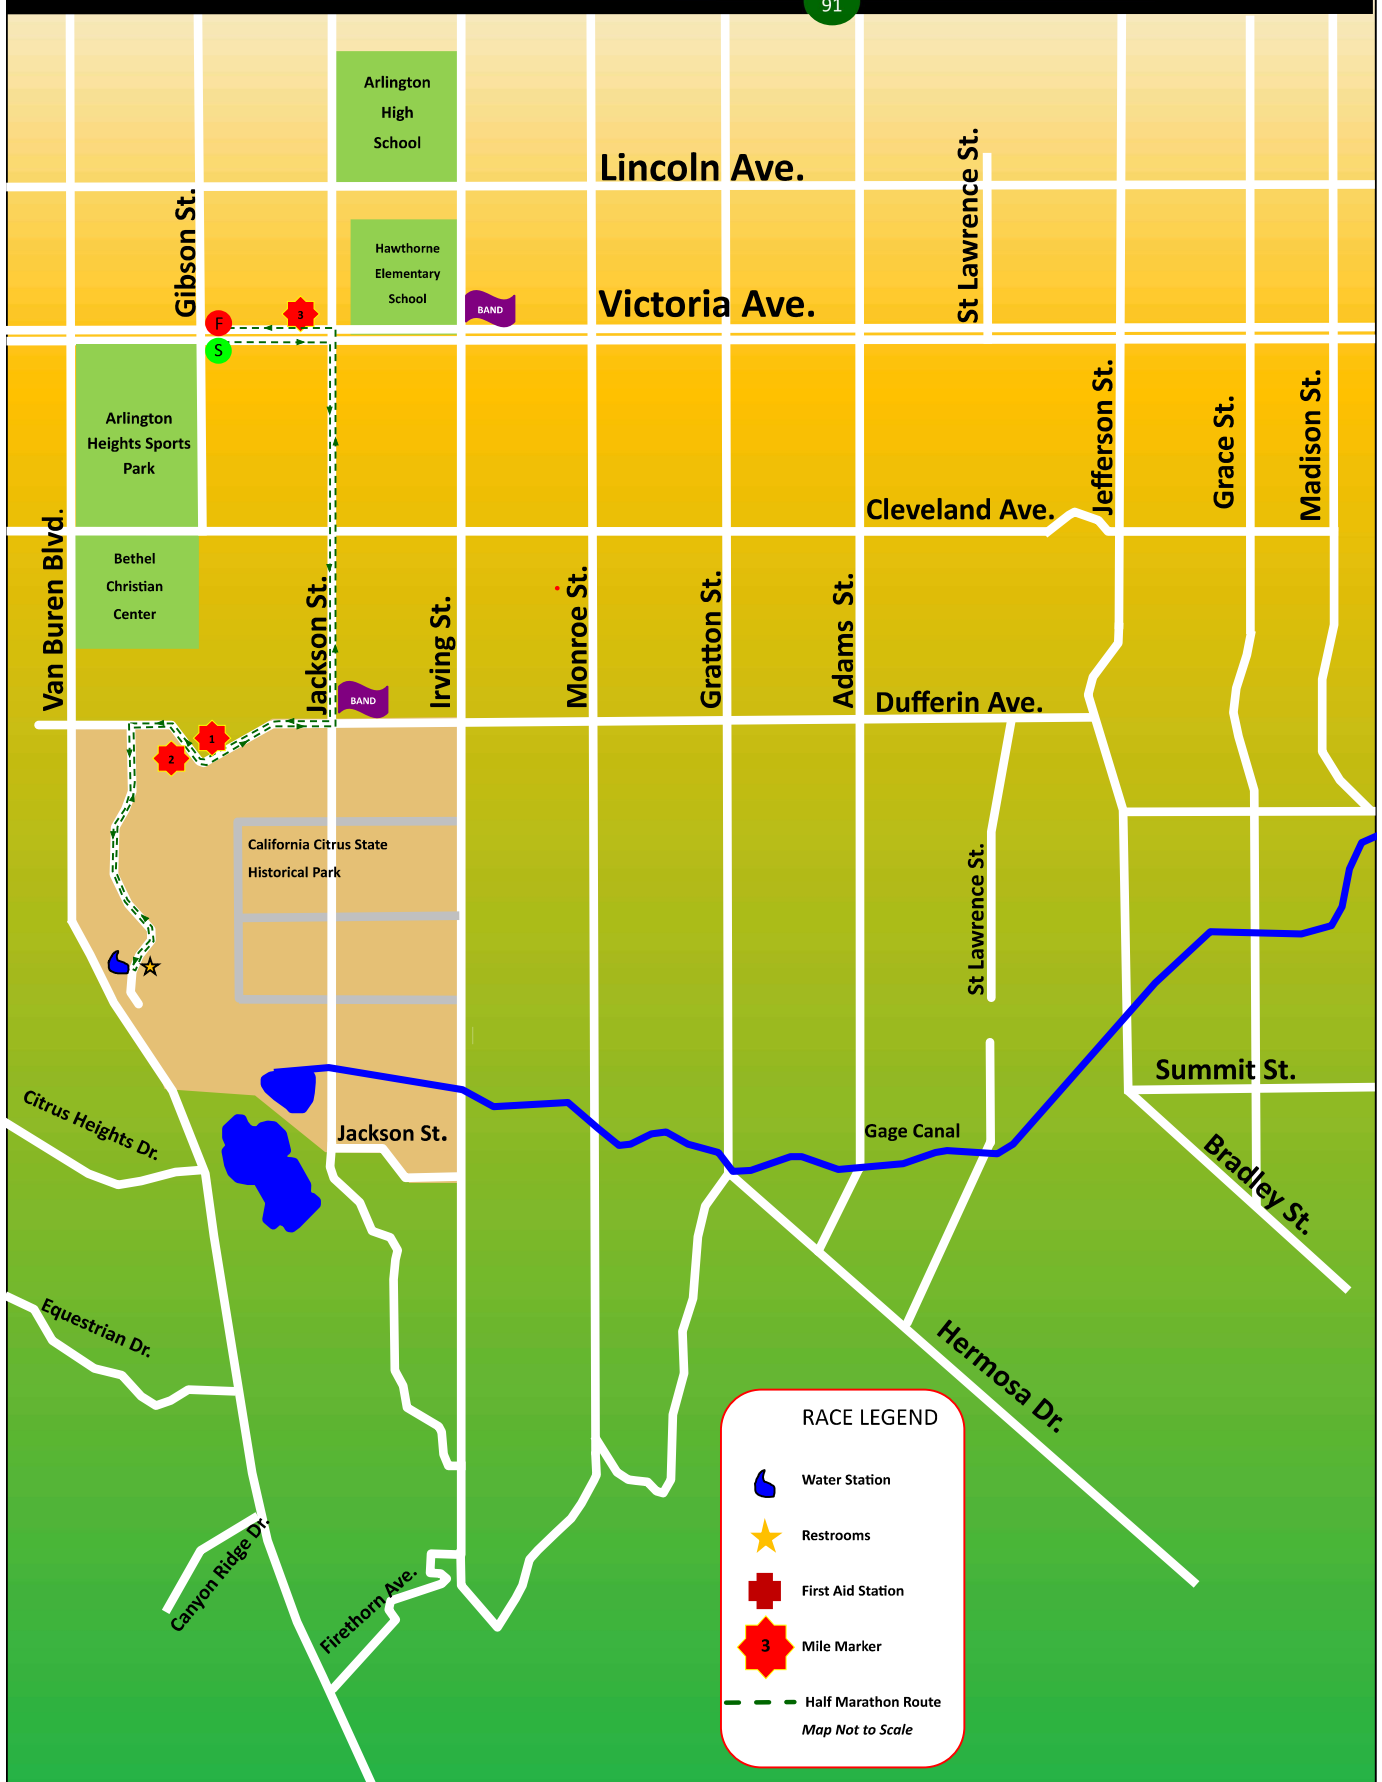 91
Arlington
High
School
Lincoln Ave.
St Lawrence St.
Gibson St.
Hawthorne
Elementary
School
BAND
Victoria Ave.
3
F
S
Arlington
Heights Sports
Park
Jefferson St.
Grace St.
Madison St.
Cleveland Ave.
Van Buren Blvd.
Bethel
Christian
Center
Jackson St.
Irving St.
Monroe St.
Gratton St.
Adams St.
BAND
Dufferin Ave.
1
2
California Citrus State
Historical Park
St Lawrence St.
Summit St.
Citrus Heights Dr.
Jackson St.
Gage Canal
Bradley St.
Equestrian Dr.
Hermosa Dr.
Canyon Ridge Dr.
Firethorn Ave.
RACE LEGEND
Water Station
Restrooms
First Aid Station
3 Mile Marker
Half Marathon Route
Map Not to Scale